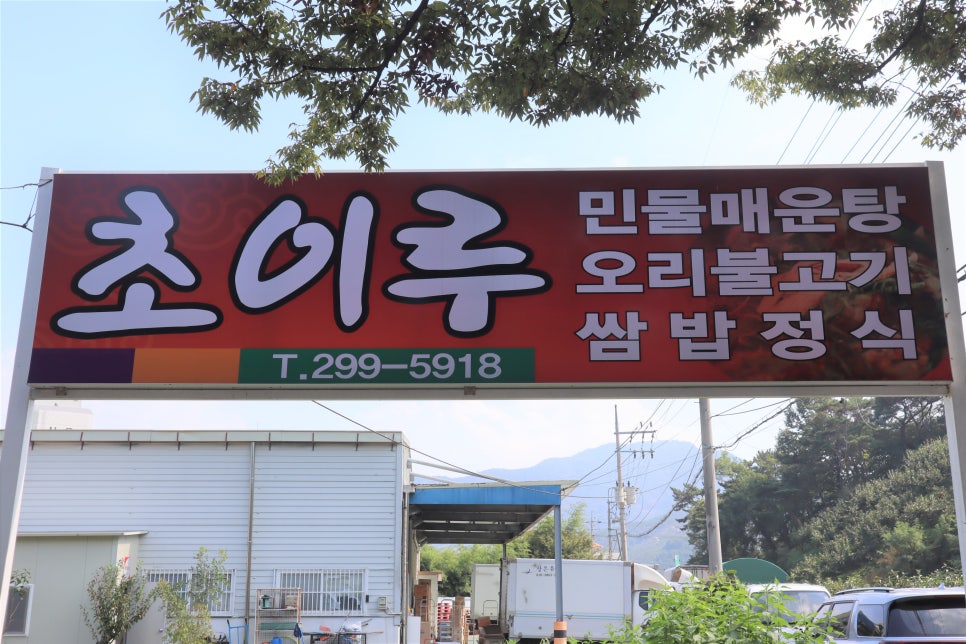 초이루
민물매운탕
오리불고기
쌈밥정식
T.299-5918